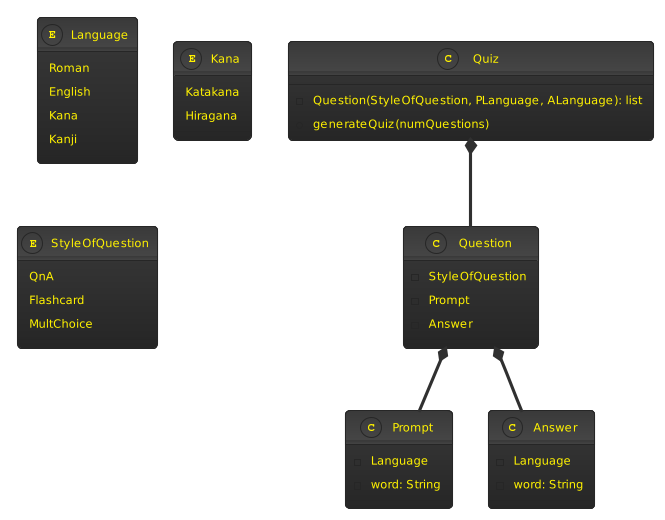 E Language
Roman
English
Kana
Kanji
E Kana
Katakana
Hiragana
C Quiz
Question(StyleOfQuestion, PLanguage, ALanguage): list
generateQuiz(numQuestions)
E StyleOfQuestion
QnA
Flashcard
MultChoice
C Question
StyleOfQuestion
Prompt
Answer
C Prompt
Language
word: String
C Answer
Language
word: String